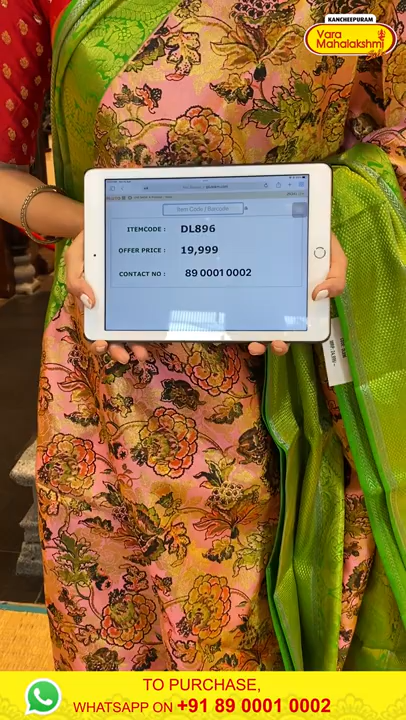 KANCHEEPURAM
Vara
Mahalakshmi
Item Code / Barcode
ITEMCODE : DL896
OFFER PRICE : 19,999
CONTACT NO : 89 0001 0002
TO PURCHASE,
WHATSAPP ON +91 89 0001 0002